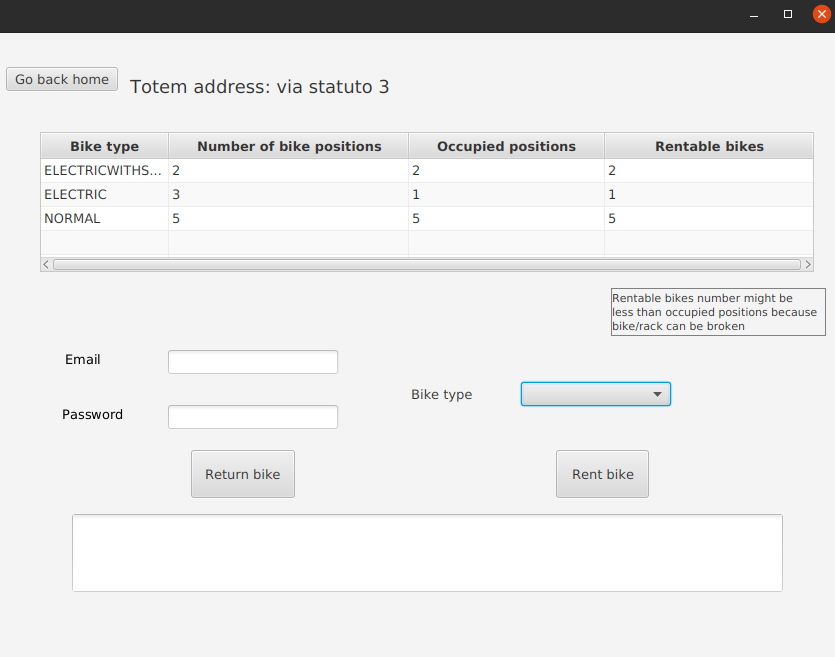 Go back home
Totem address: via statuto 3
Bike type Number of bike positions Occupied positions Rentable bikes
ELECTRICWITHS... 2 2 2
ELECTRIC 3 1 1
NORMAL 5 5 5
Rentable bikes number might be
less than occupied positions because
bike/rack can be broken
Email
Bike type
Password
Return bike Rent bike